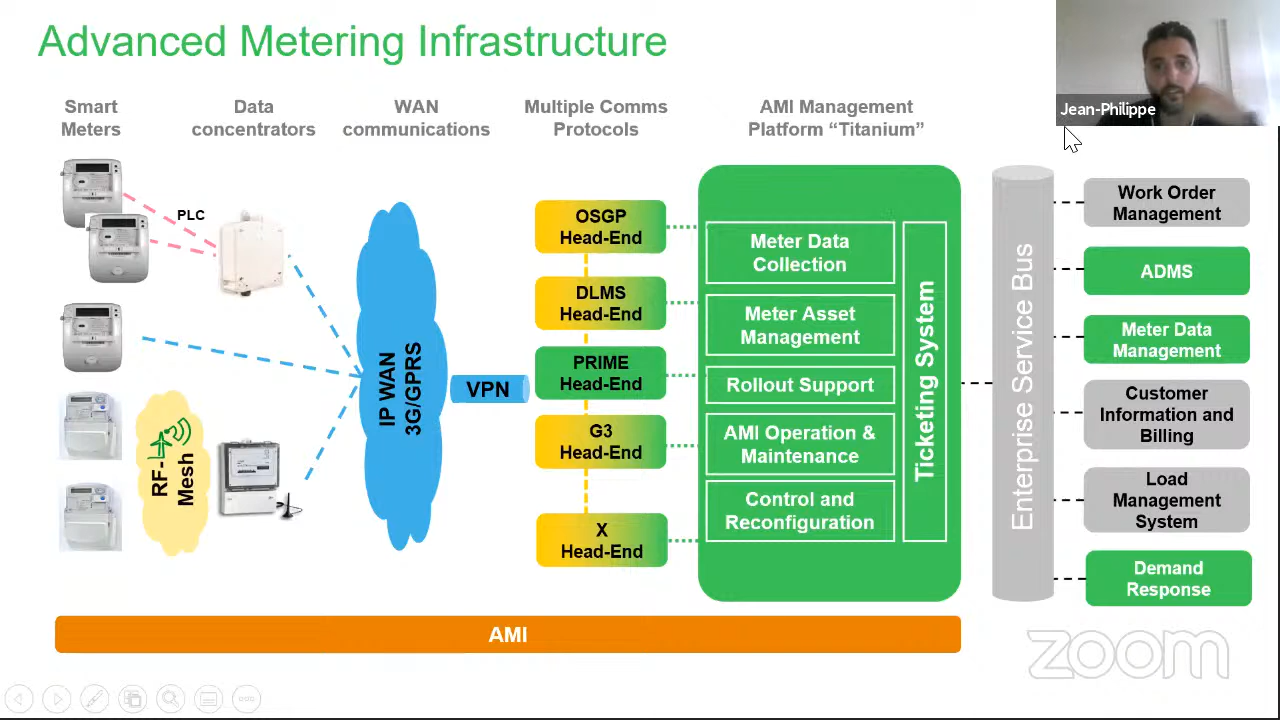 Advanced Metering Infrastructure
Jean-Philippe
Smart
Meters
Data
concentrators
WAN
communications
Multiple Comms
Protocols
AMI Management
Platform “Titanium”
PLC
RF-
Mesh
IP WAN
3G/GPRS
VPN
OSGP
Head-End
DLMS
Head-End
PRIME
Head-End
G3
Head-End
X
Head-End
Meter Data
Collection
Meter Asset
Management
Rollout Support
AMI Operation &
Maintenance
Control and
Reconfiguration
Ticketing System
Enterprise Service Bus
Work Order
Management
ADMS
Meter Data
Management
Customer
Information and
Billing
Load
Management
System
Demand
Response
AMI
zoom